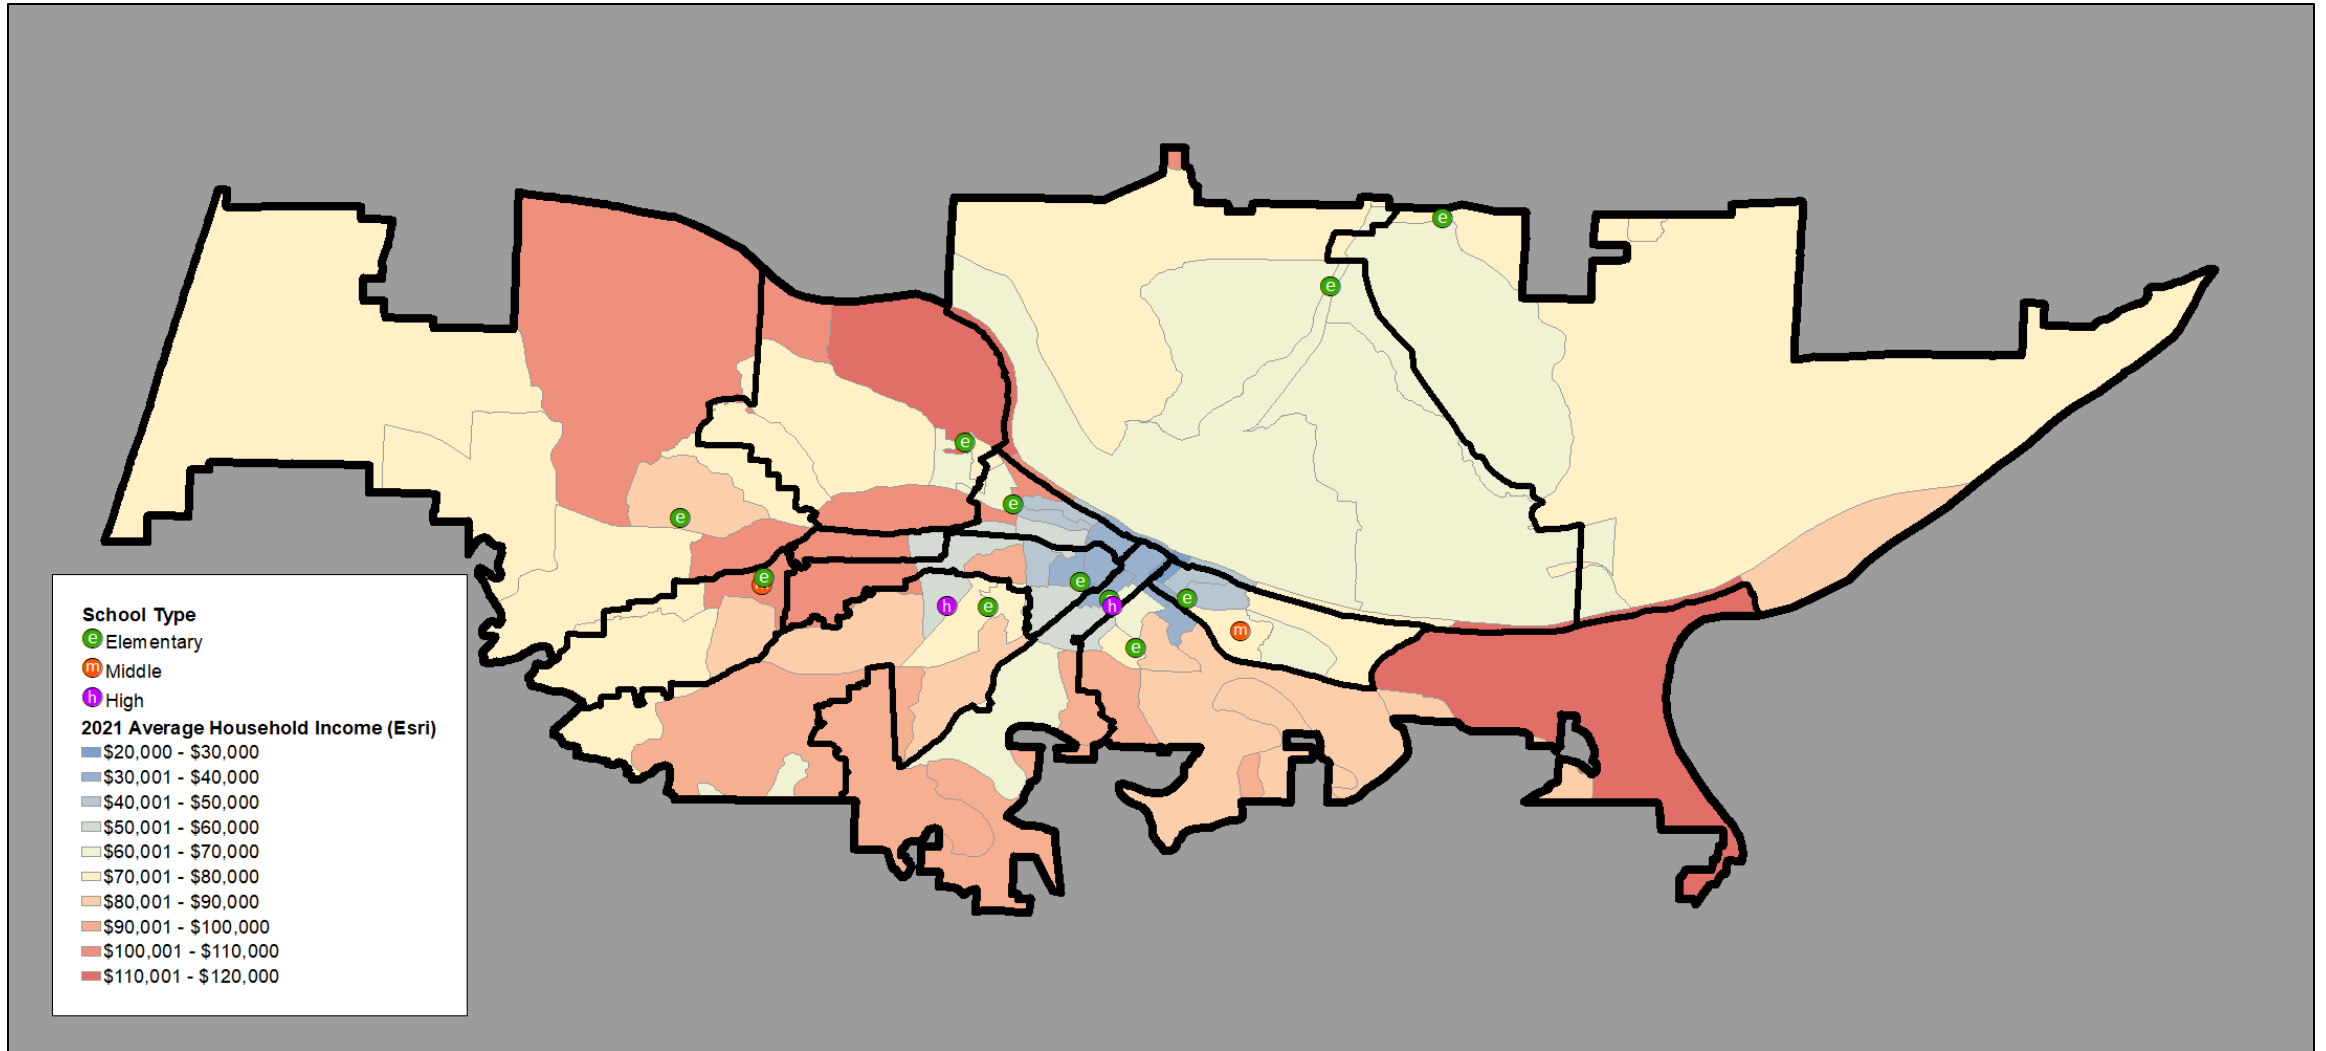 e
e
e
e
e
m
e
e
e
h
h
e
e
m
e
School Type
e Elementary
m Middle
h High
2021 Average Household Income (Esri)
$20,000 - $30,000
$30,001 - $40,000
$40,001 - $50,000
$50,001 - $60,000
$60,001 - $70,000
$70,001 - $80,000
$80,001 - $90,000
$90,001 - $100,000
$100,001 - $110,000
$110,001 - $120,000